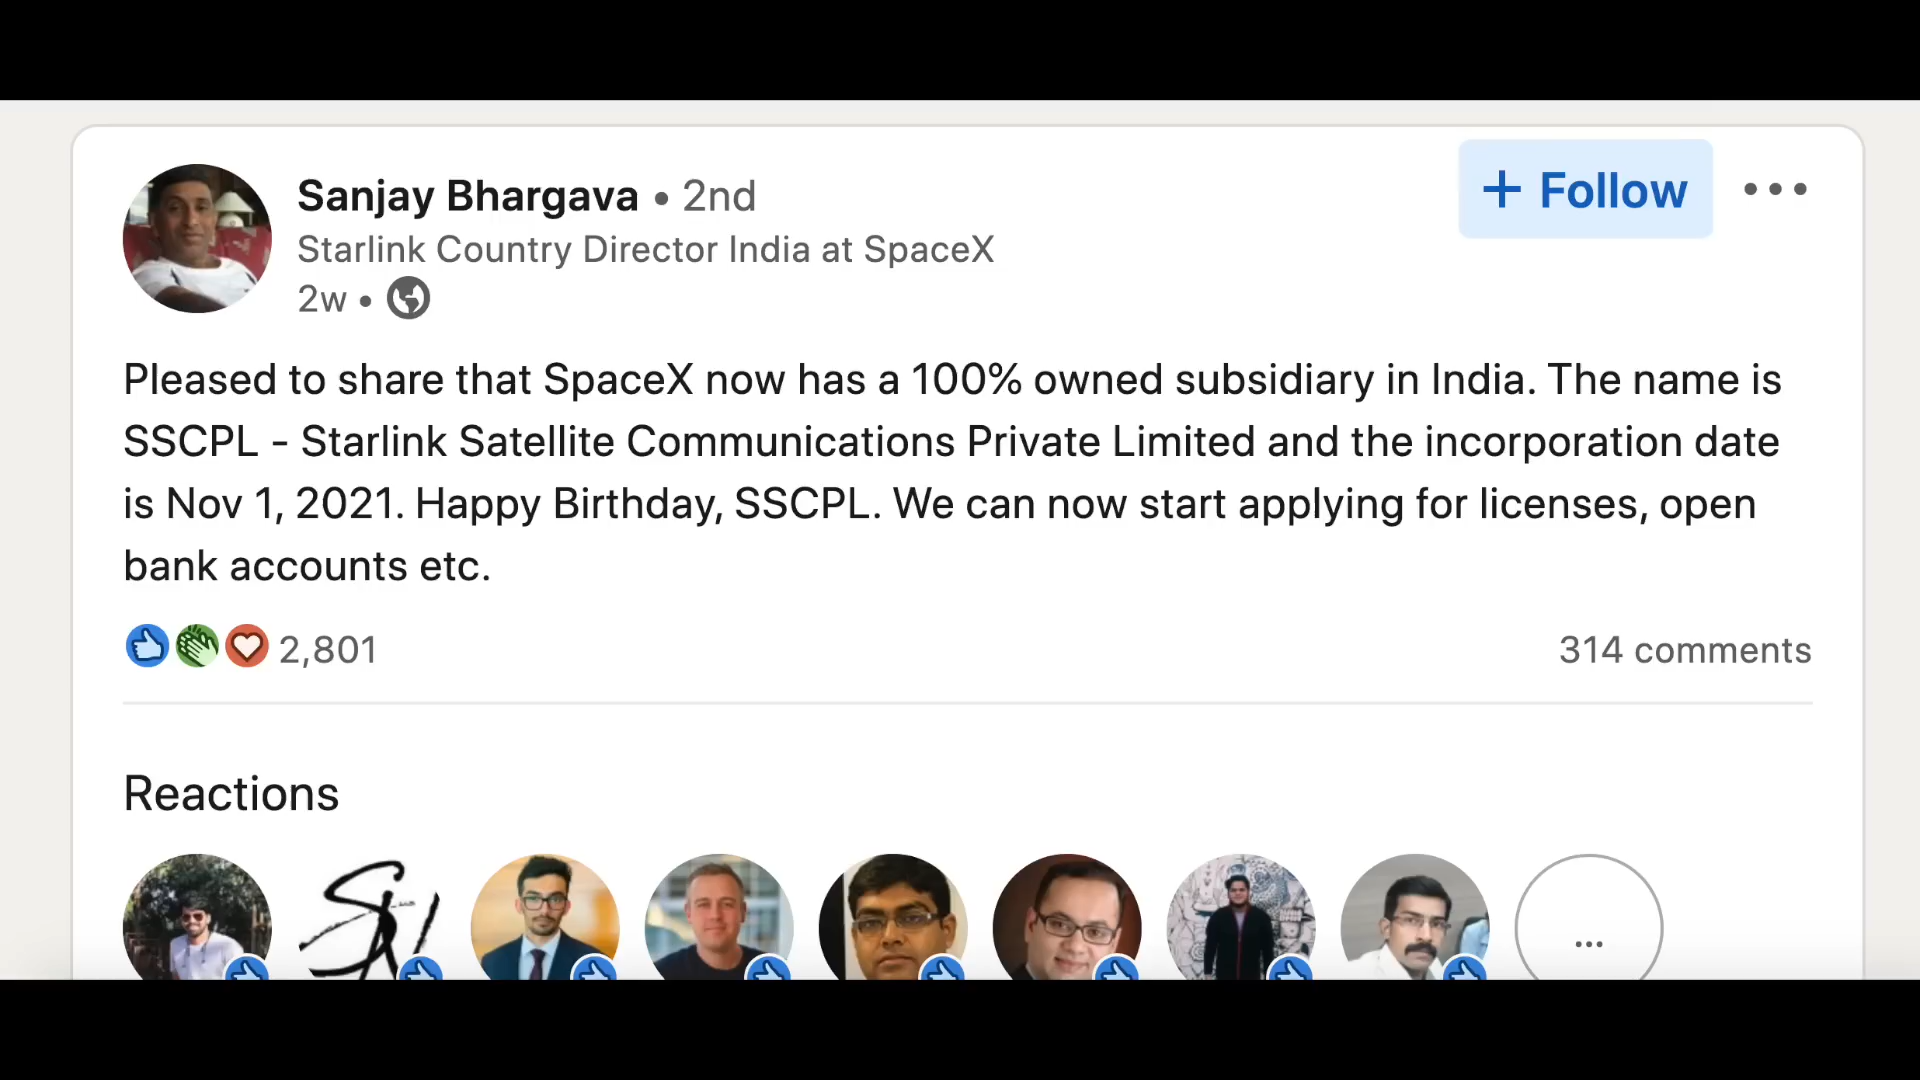 Sanjay Bhargava • 2nd
+ Follow
Starlink Country Director India at SpaceX
2w •
Pleased to share that SpaceX now has a 100% owned subsidiary in India. The name is
SSCPL - Starlink Satellite Communications Private Limited and the incorporation date
is Nov 1, 2021. Happy Birthday, SSCPL. We can now start applying for licenses, open
bank accounts etc.
2,801
314 comments
Reactions
...